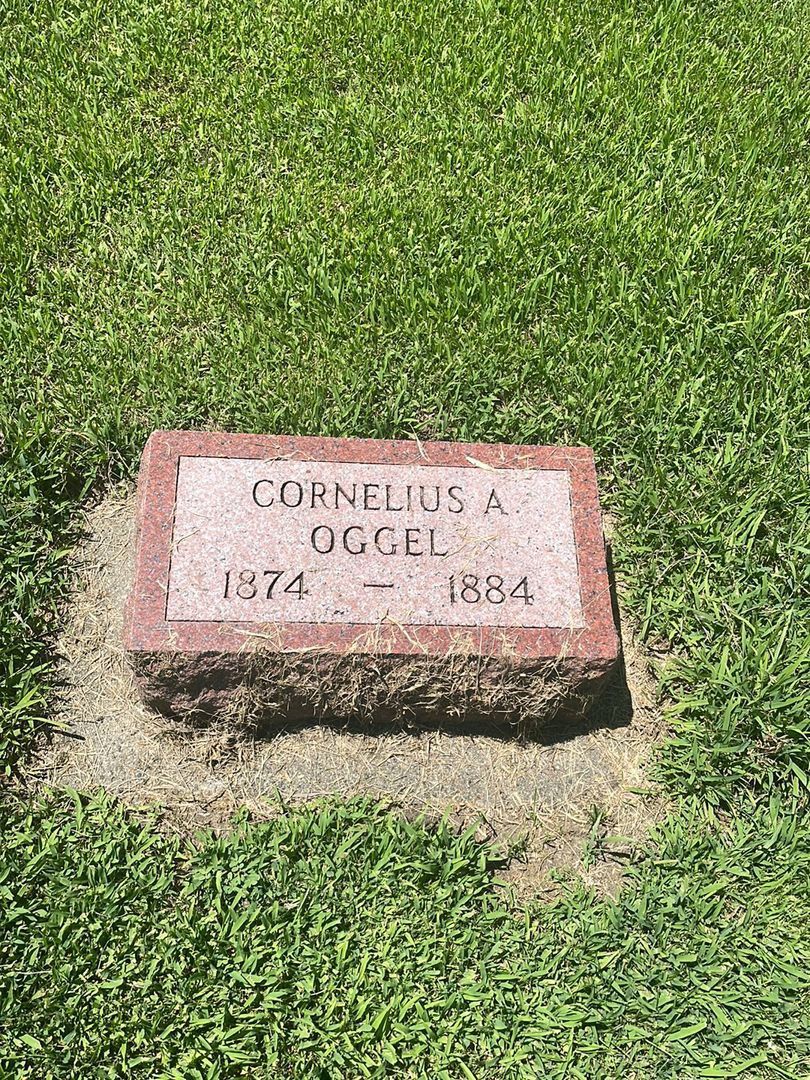 CORNELIUS A.
OGGEL
1874 – 1884